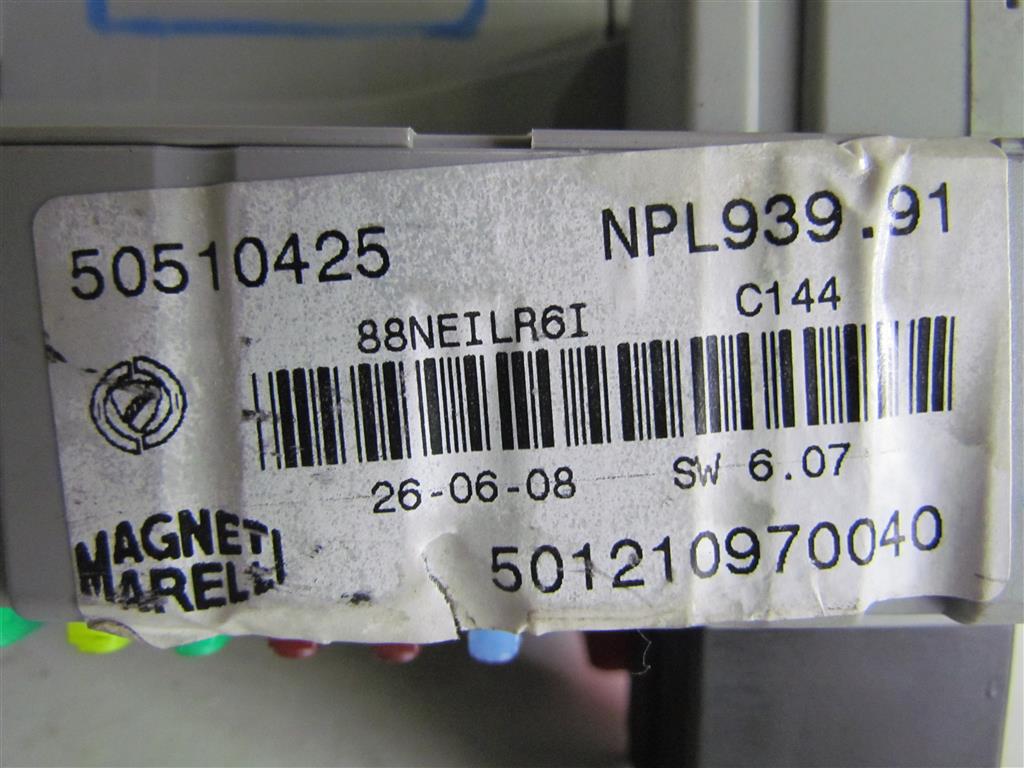 50510425 NPL939.91
88NEILR6I C144
26-06-08 SW 6.07
MAGNETI
MARELLI
501210970040